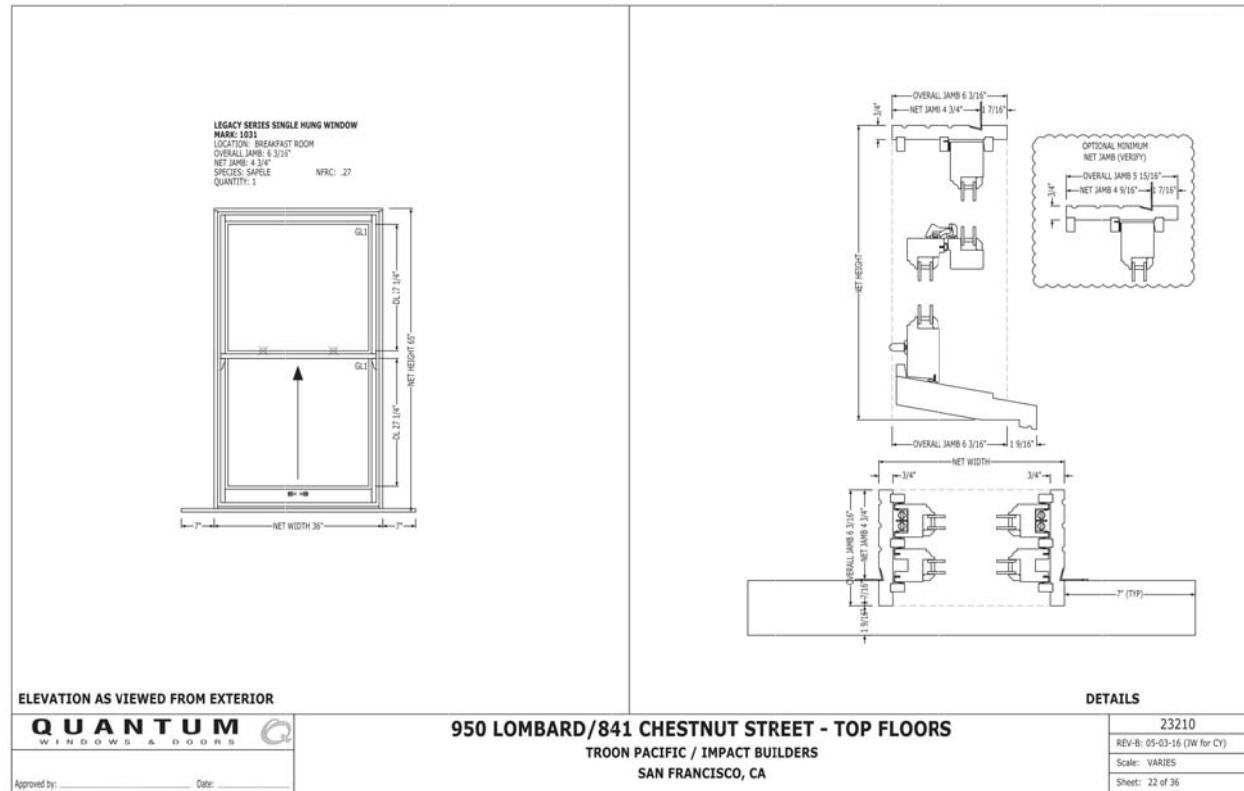 LEGACY SERIES SINGLE HUNG WINDOW
MARK: 1031
LOCATION: BREAKFAST ROOM
OVERALL JAMB: 6 3/16"
NET JAMB: 4 3/4"
SPECIES: SAPELE NFRC: .27
QUANTITY: 1
GL1
DL 27 1/4"
NET HEIGHT 65"
GL1
DL 27 1/4"
7"
NET WIDTH 36"
7"
OVERALL JAMB 6 3/16"
NET JAMB 4 3/4"
1 7/16"
3/4"
NET HEIGHT
OPTIONAL MINIMUM
NET JAMB (VERIFY)
OVERALL JAMB 5 15/16"
NET JAMB 4 9/16"
1 7/16"
3/4"
OVERALL JAMB 6 3/16"
1 9/16"
NET WIDTH
3/4"
3/4"
OVERALL JAMB 6 3/16"
NET JAMB 4 3/4"
1 7/16"
1 9/16"
7" (TYP)
ELEVATION AS VIEWED FROM EXTERIOR
DETAILS
QUANTUM
WINDOWS & DOORS
Approved by: Date:
950 LOMBARD/841 CHESTNUT STREET - TOP FLOORS
TROON PACIFIC / IMPACT BUILDERS
SAN FRANCISCO, CA
23210
REV-B: 05-03-16 (JW for CY)
Scale: VARIES
Sheet: 22 of 36